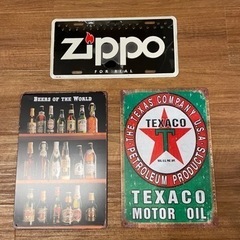 Zippo
FOR REAL
BEERS OF THE WORLD
THE TEXAS COMPANY U.S.A.
TEXACO
PETROLEUM PRODUCTS
TEXACO
MOTOR OIL